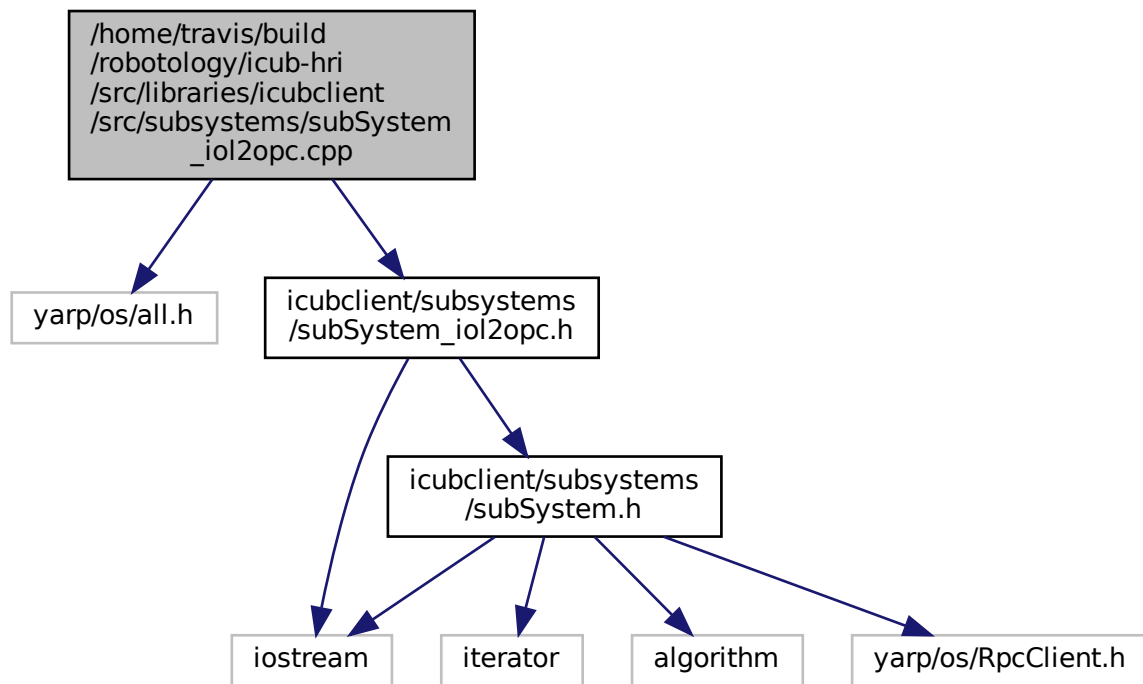 /home/travis/build
/robotology/icub-hri
/src/libraries/icubclient
/src/subsystems/subSystem
_iol2opc.cpp
yarp/os/all.h
icubclient/subsystems
/subSystem_iol2opc.h
icubclient/subsystems
/subSystem.h
iostream
iterator
algorithm
yarp/os/RpcClient.h